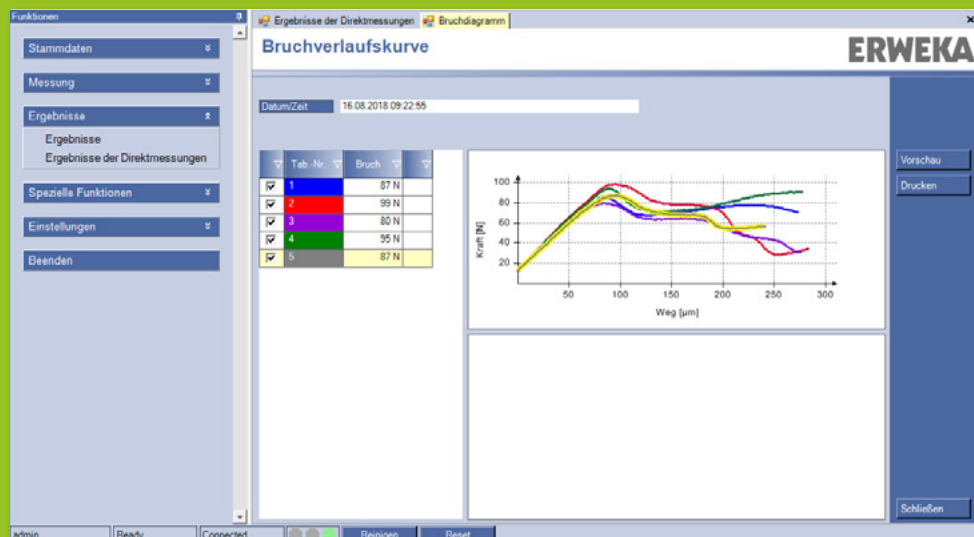 Funktionen
Stammdaten
Messung
Ergebnisse
Ergebnisse
Ergebnisse der Direktmessungen
Spezielle Funktionen
Einstellungen
Beenden
Ergebnisse der Direktmessungen
Bruchdiagramm
Bruchverlaufskurve
ERWEKA
Datum/Zeit 16.08.2018 09:22:55
Tab.-Nr. Bruch
1 87 N
2 99 N
3 80 N
4 95 N
5 87 N
Kraft [N]
100
80
60
40
20
50 100 150 200 250 300
Weg [µm]
Vorschau
Drucken
Schließen
admin Ready Connected Reinigen Reset